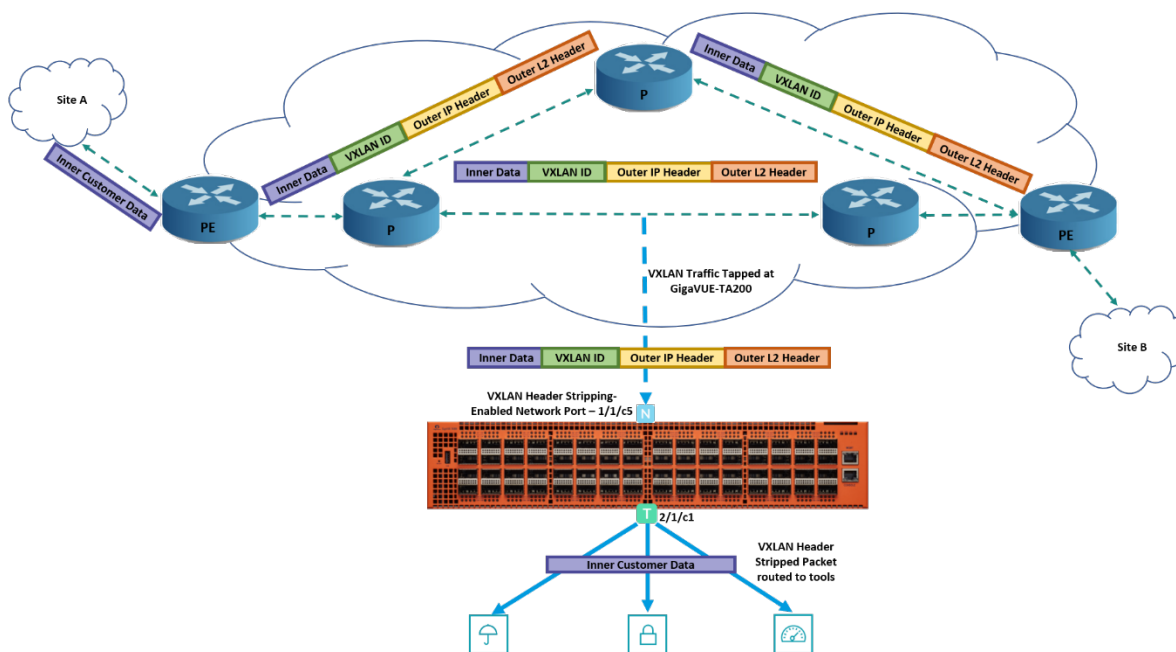 Inner Data
VXLAN ID
Outer IP Header
Outer L2 Header
P
Inner Data
VXLAN ID
Outer IP Header
Outer L2 Header
Site A
Inner Customer Data
Inner Data VXLAN ID Outer IP Header Outer L2 Header
PE
P
P
PE
VXLAN Traffic Tapped at
GigaVUE-TA200
Site B
Inner Data VXLAN ID Outer IP Header Outer L2 Header
VXLAN Header Stripping-
Enabled Network Port – 1/1/c5
N
T
2/1/c1
Inner Customer Data
VXLAN Header
Stripped Packet
routed to tools